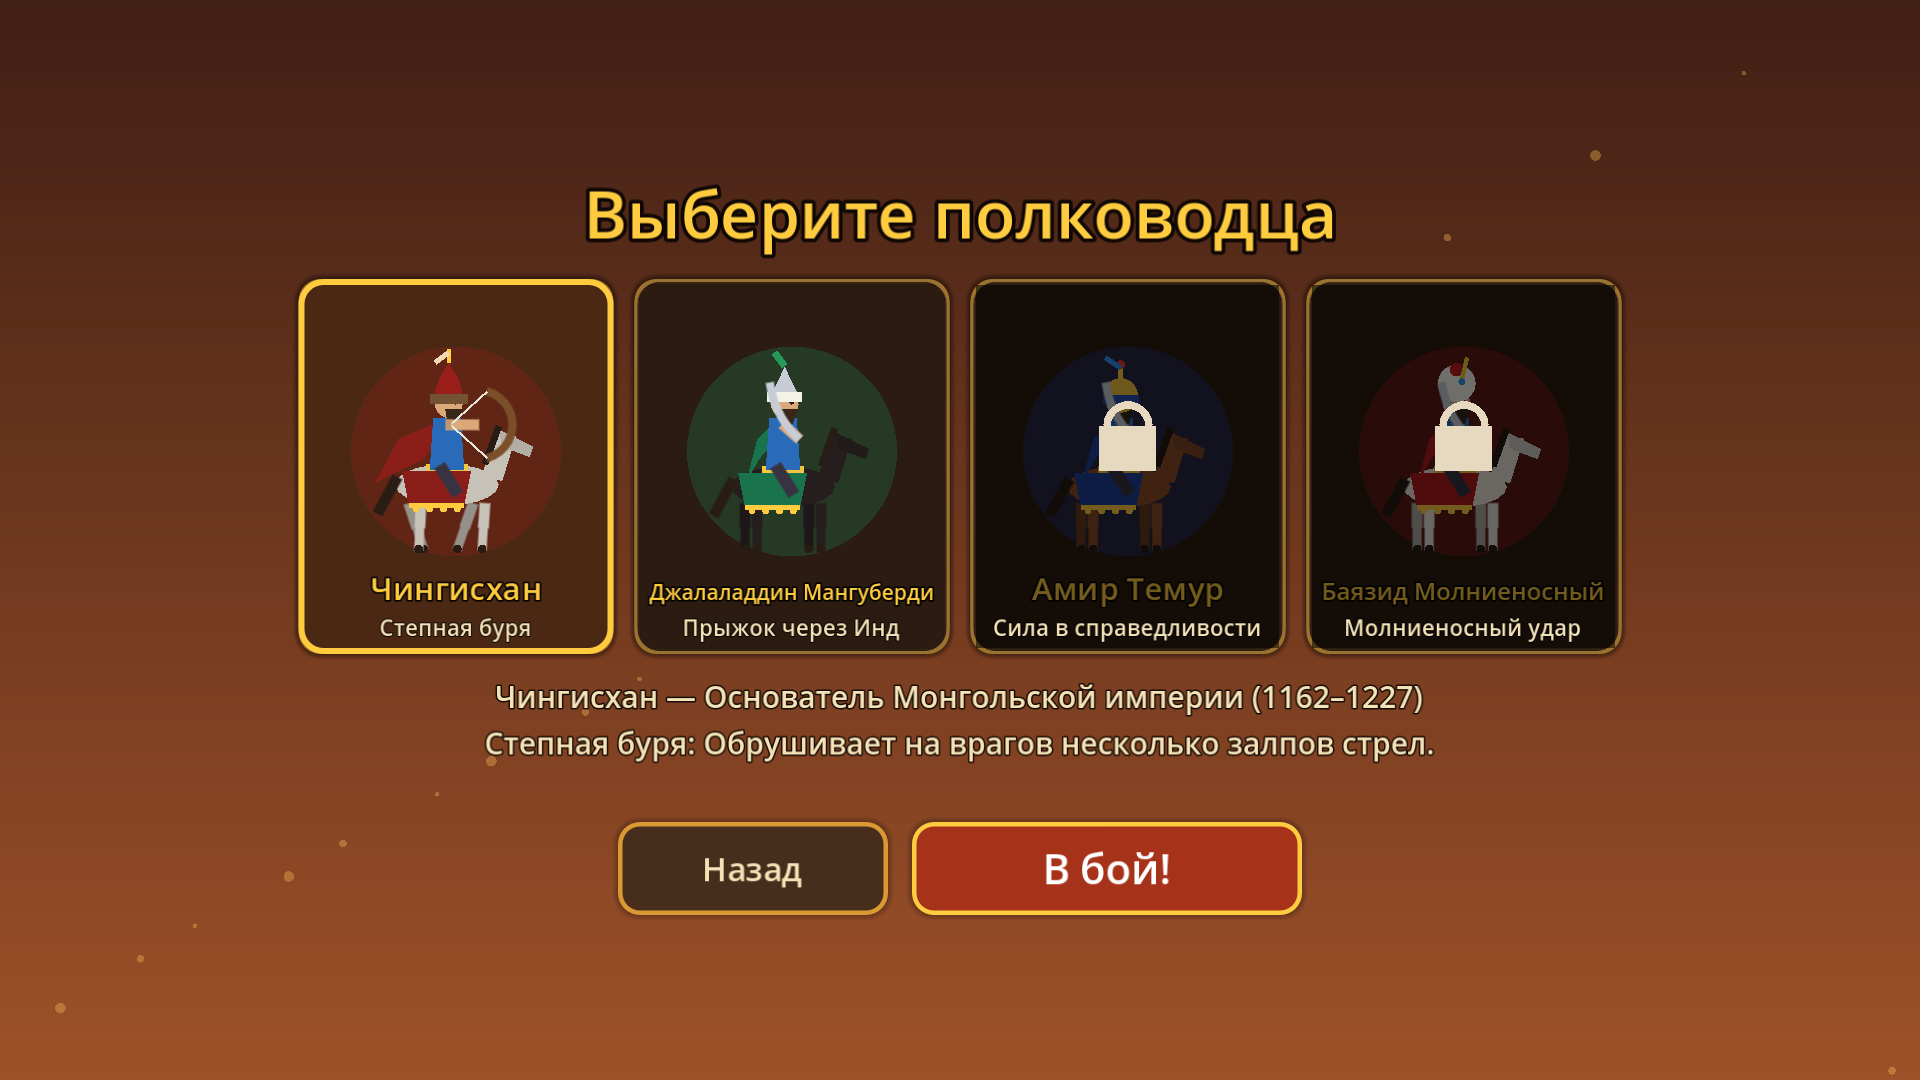 Выберите полководца
Чингисхан
Степная буря
Джалаладдин Мангуберди
Прыжок через Инд
Амир Темур
Сила в справедливости
Баязид Молниеносный
Молниеносный удар
Чингисхан — Основатель Монгольской империи (1162–1227)
Степная буря: Обрушивает на врагов несколько залпов стрел.
Назад
В бой!